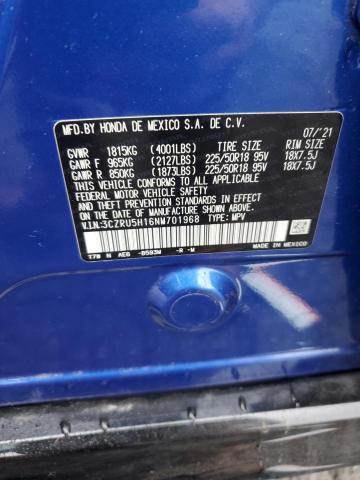 MFD.BY HONDA DE MEXICO S.A. DE C.V. 07/'21
GVWR 1815KG (4001LBS) TIRE SIZE RIM SIZE
GAWR F 965KG (2127LBS) 225/50R18 95V 18X7.5J
GAWR R 850KG (1873LBS) 225/50R18 95V 18X7.5J
THIS VEHICLE CONFORMS TO ALL APPLICABLE
FEDERAL MOTOR VEHICLE SAFETY AND
THEFT PREVENTION STANDARDS IN EFFECT ON
THE DATE OF MANUFACTURE SHOWN ABOVE.
V.I.N.:3CZRU5H16NM701968 TYPE: MPV
MADE IN MEXICO
T7W N AE6 -B593M -R -M